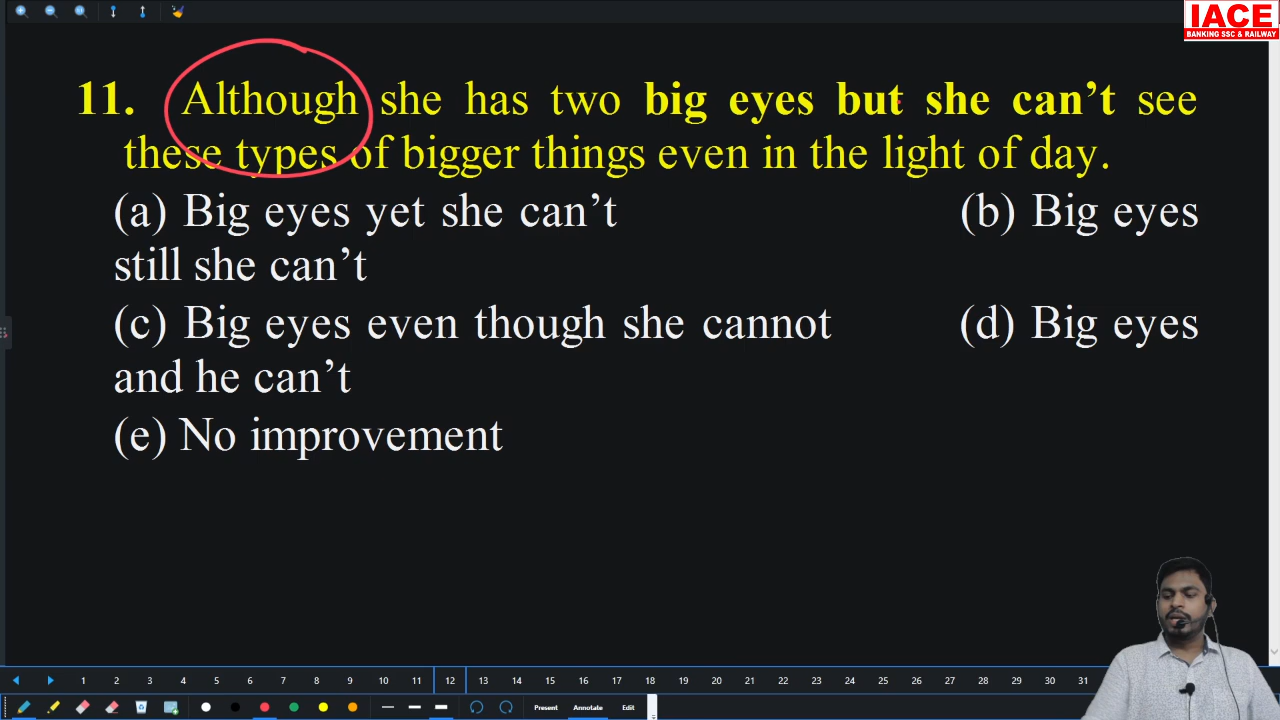 IACE
BANKING SSC & RAILWAY
11. Although she has two big eyes but she can’t see
these types of bigger things even in the light of day.
(a) Big eyes yet she can’t (b) Big eyes
still she can’t
(c) Big eyes even though she cannot (d) Big eyes
and he can’t
(e) No improvement
1 2 3 4 5 6 7 8 9 10 11 12 13 14 15 16 17 18 19 20 21 22 23 24 25 26 27 28 29 30 31
Present Annotate Edit